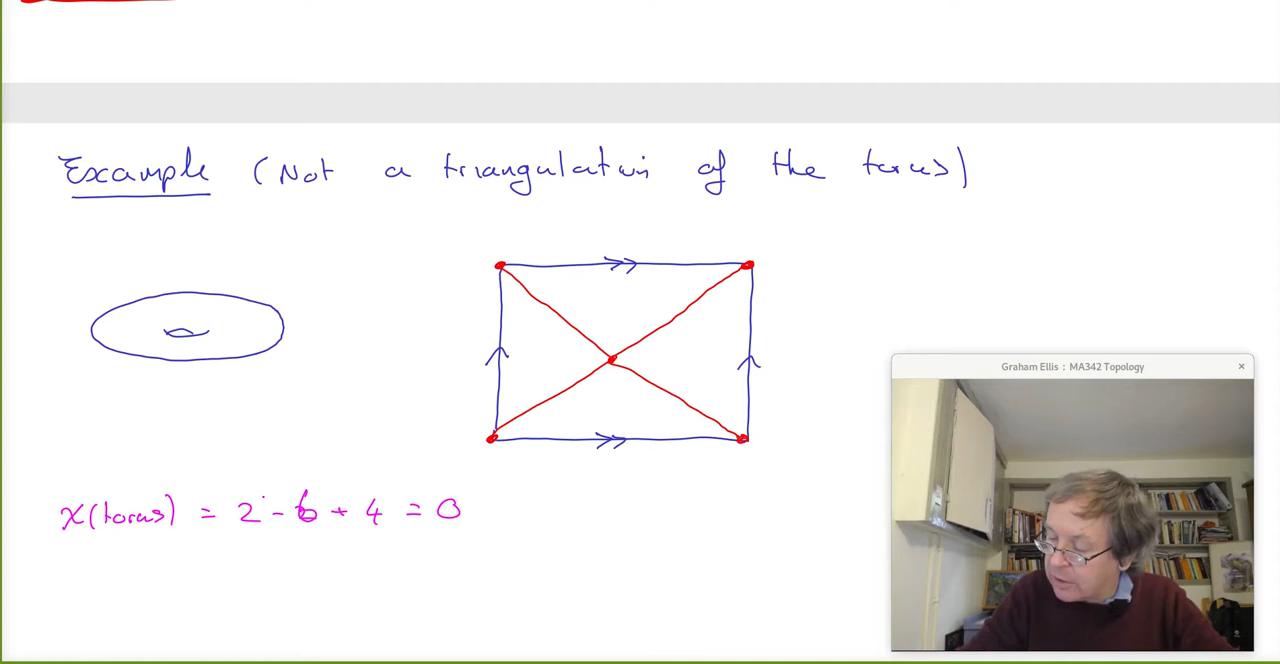 Example (Not a triangulation of the torus)
Graham Ellis : MA342 Topology
χ(torus) = 2 - 6 + 4 = 0